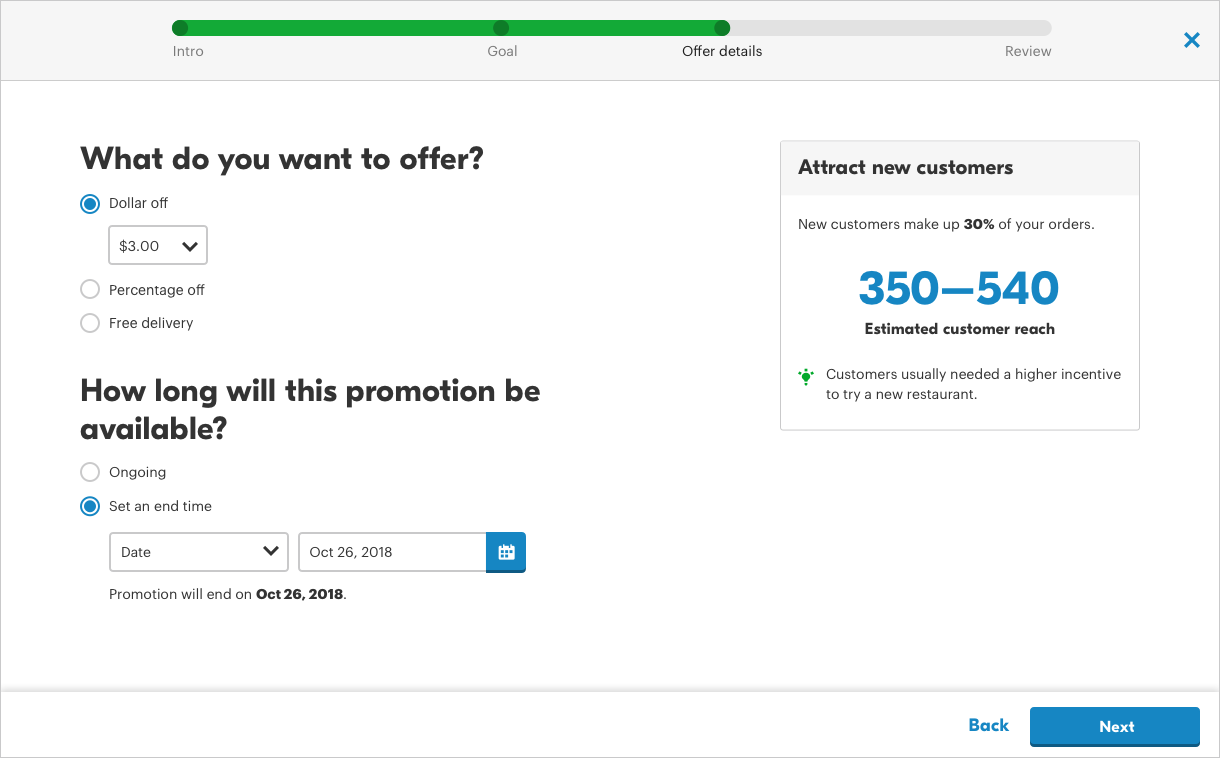 Intro
Goal
Offer details
Review
What do you want to offer?
Dollar off
$3.00
Percentage off
Free delivery
How long will this promotion be
available?
Ongoing
Set an end time
Date
Oct 26, 2018
Promotion will end on Oct 26, 2018.
Attract new customers
New customers make up 30% of your orders.
350—540
Estimated customer reach
Customers usually needed a higher incentive
to try a new restaurant.
Back
Next